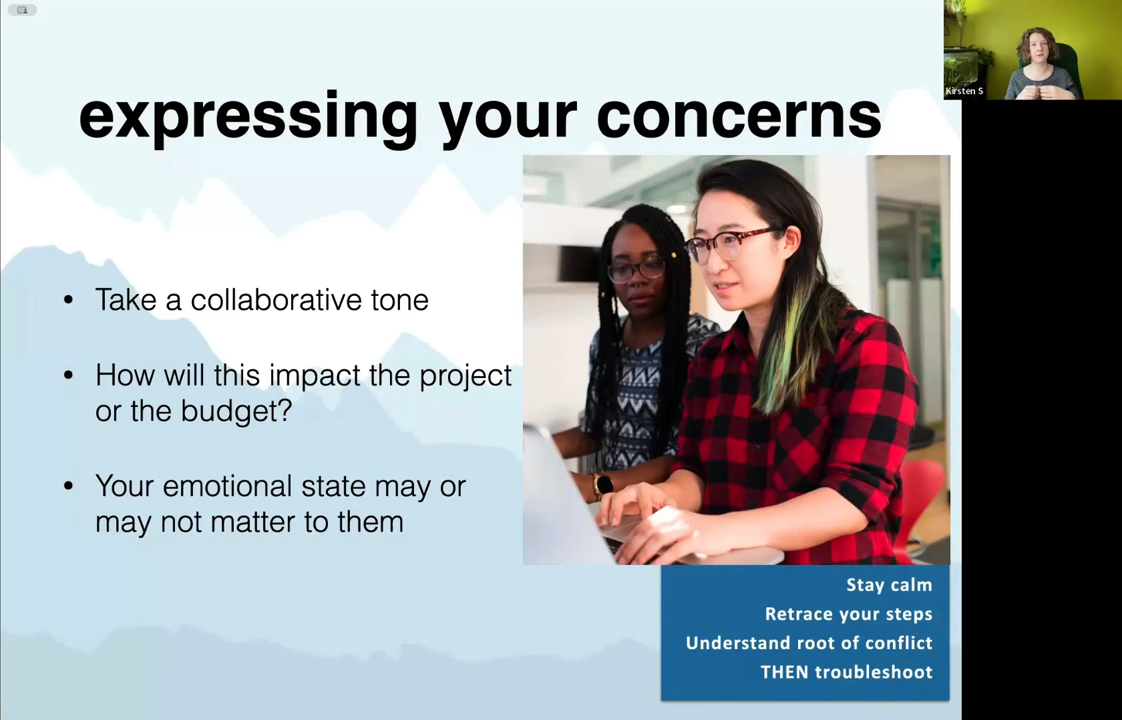 expressing your concerns
Kirsten S
• Take a collaborative tone
• How will this impact the project
or the budget?
• Your emotional state may or
may not matter to them
Stay calm
Retrace your steps
Understand root of conflict
THEN troubleshoot